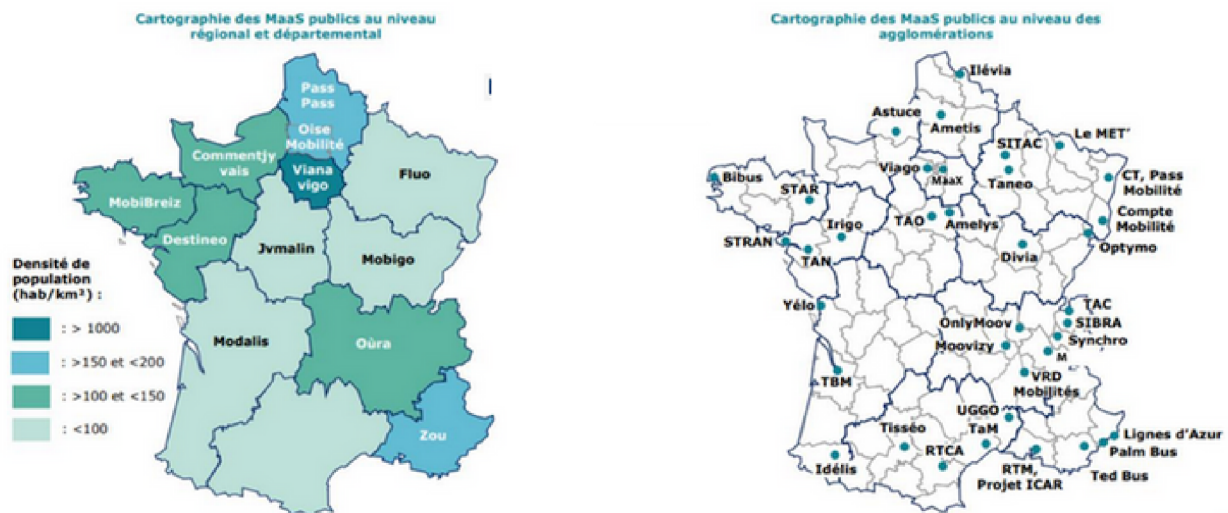 Cartographie des MaaS publics au niveau
régional et départemental
Pass
Pass
Oise
Mobilité
Commentjy
vais
Viana
vigo
Fluo
MobiBreiz
Destineo
Jvmalin
Mobigo
Densité de
population
(hab/km²) :
: > 1000
: >150 et <200
: >100 et <150
: <100
Modalis
Oùra
Zou
Cartographie des MaaS publics au niveau des
agglomérations
Ilévia
Astuce
Ametis
SITAC
Le MET'
Viago
MaaX
Taneo
CT, Pass
Mobilité
Bibus
STAR
TAO
Amelys
Compte
Mobilité
Irigo
STRAN
TAN
Divia
Optymo
Yélo
TAC
OnlyMoov
SIBRA
Synchro
Moovizy
M
TBM
VRD
Mobilités
UGGO
TaM
Tisséo
RTCA
Lignes d'Azur
Palm Bus
Idélis
RTM,
Projet ICAR
Ted Bus